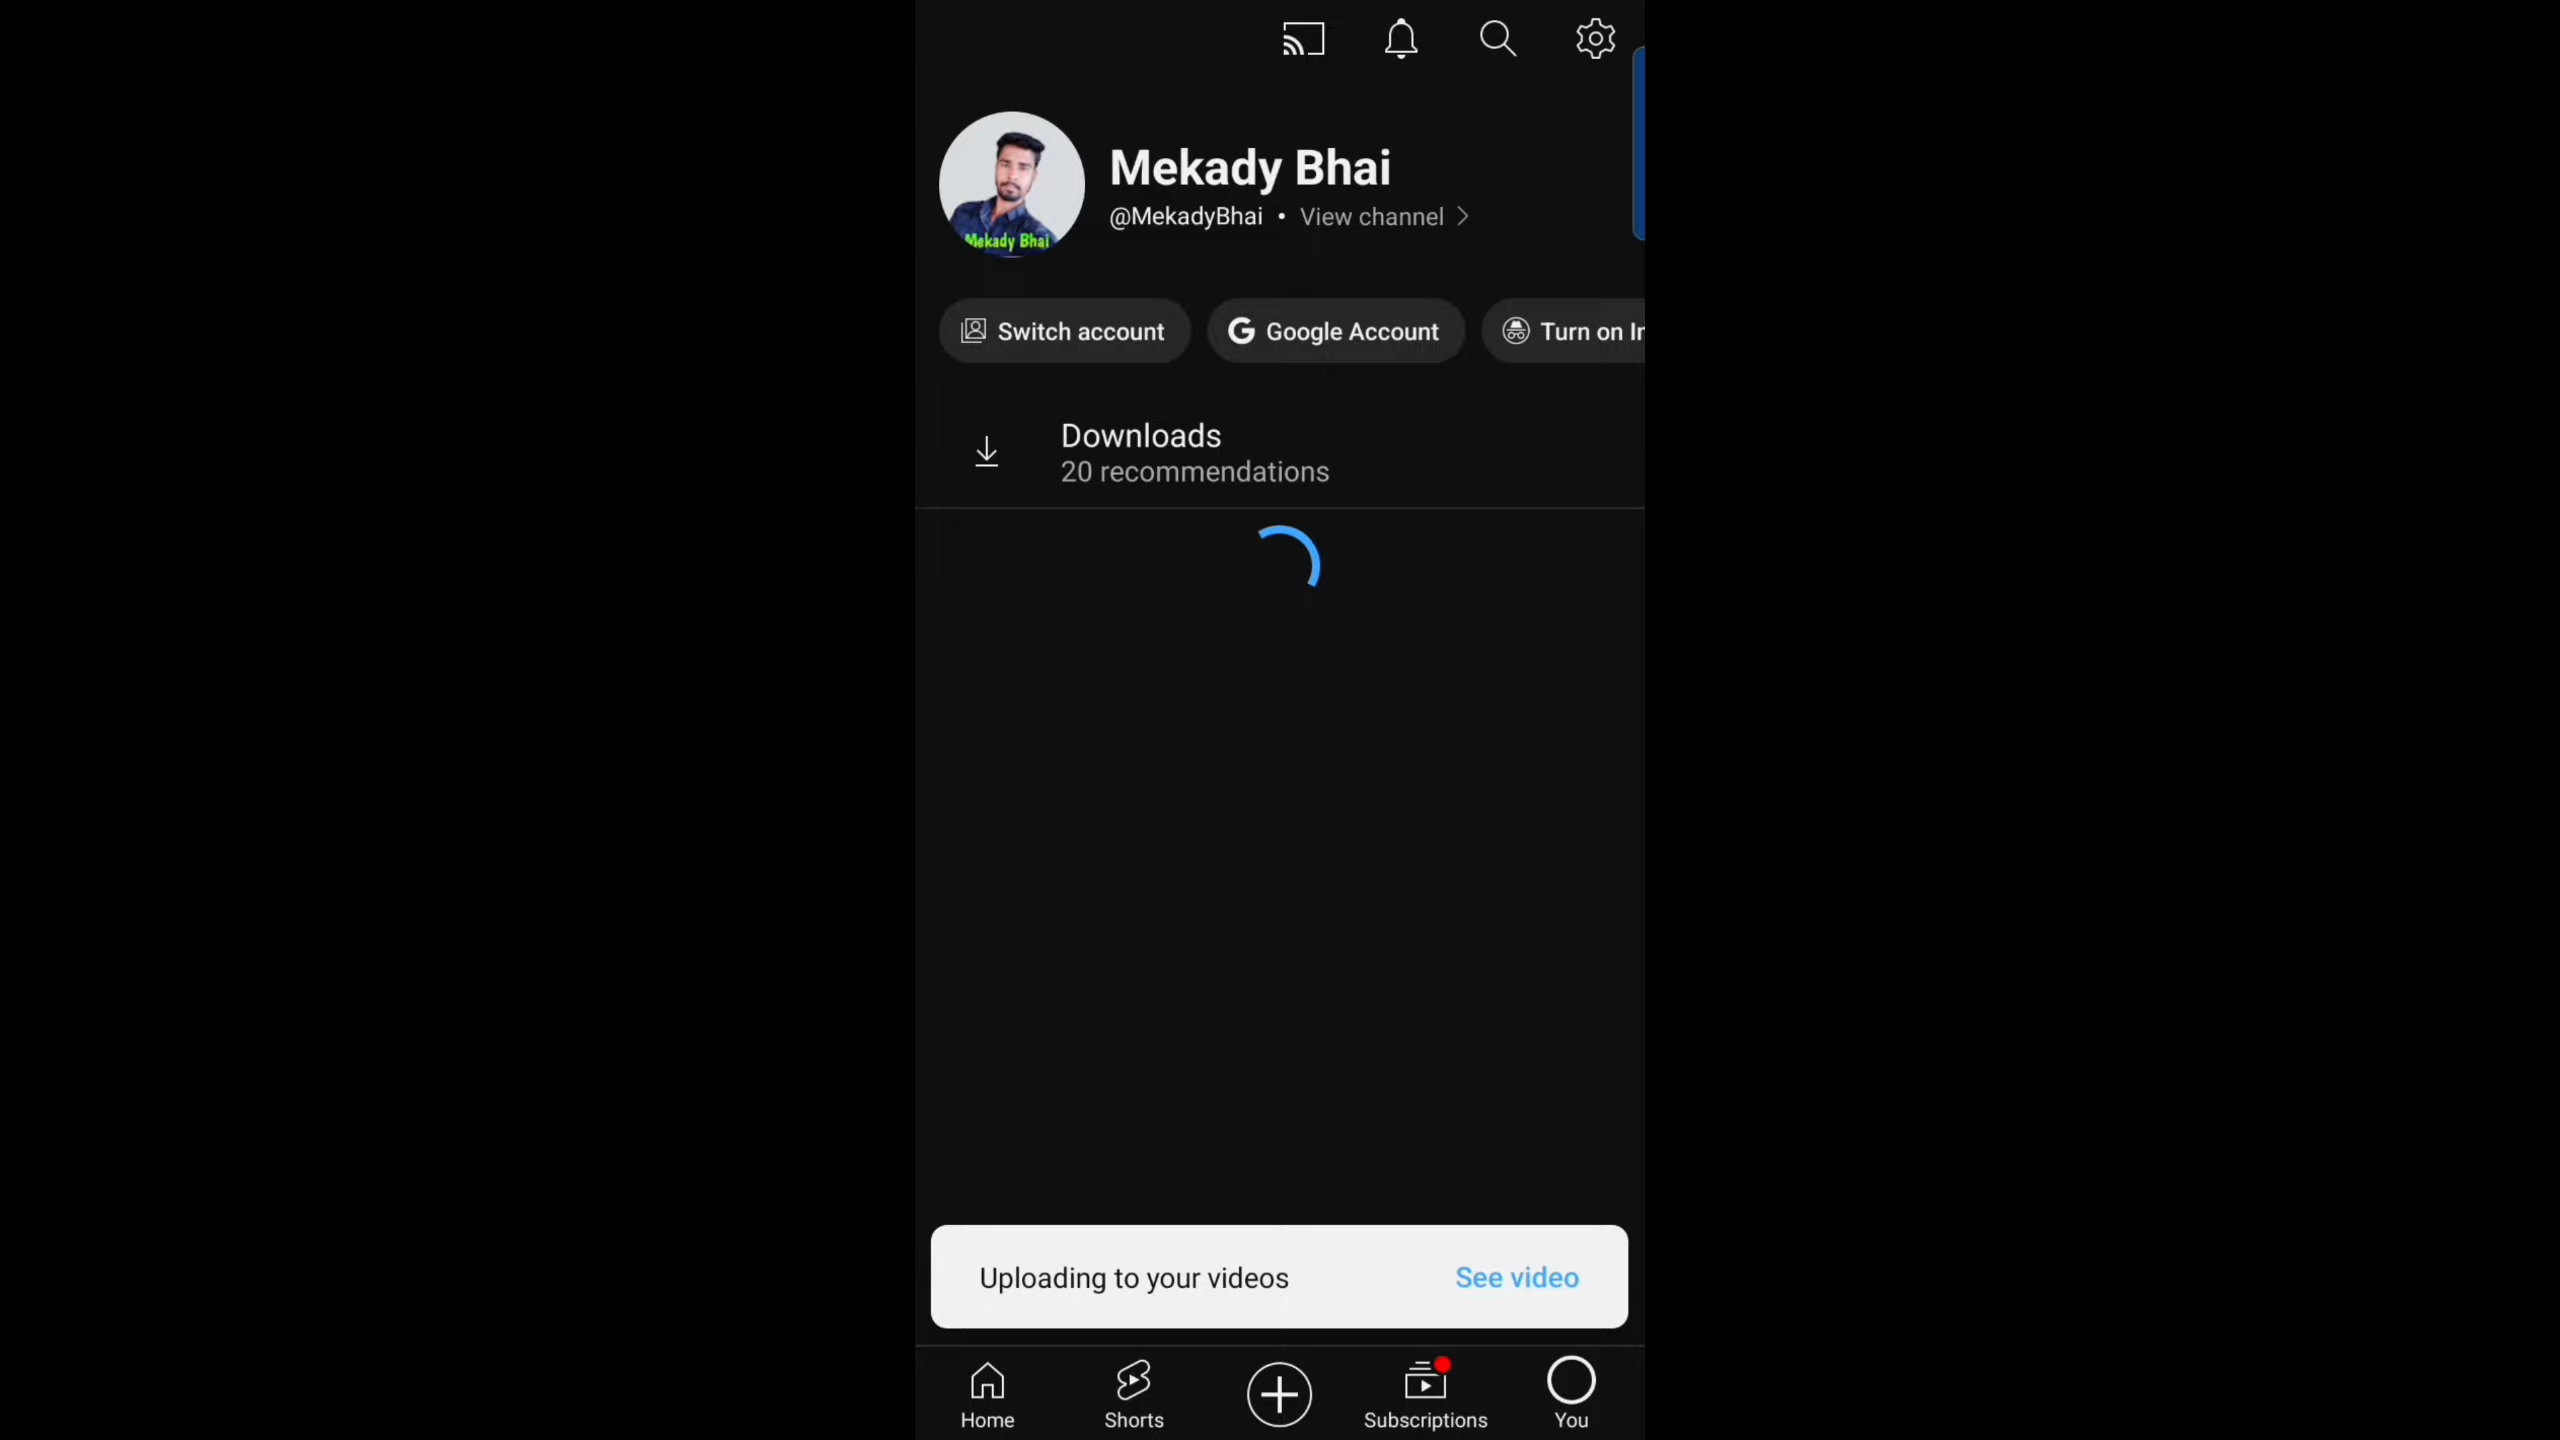 Mekady Bhai
@MekadyBhai • View channel
Mekady Bhai
Switch account
Google Account
Turn on
Downloads
20 recommendations
Uploading to your videos
See video
Home
Shorts
Subscriptions
You